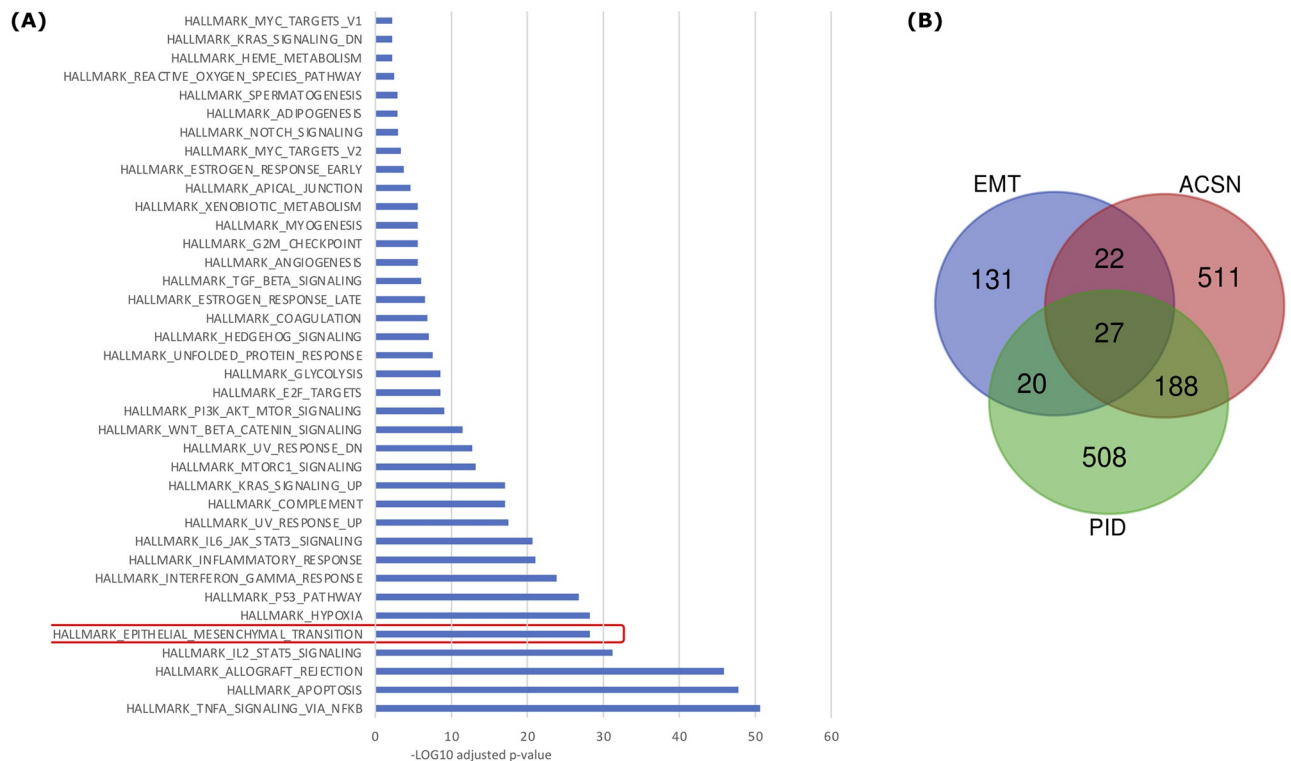 (A)
HALLMARK_MYC_TARGETS_V1
HALLMARK_KRAS_SIGNALING_DN
HALLMARK_HEME_METABOLISM
HALLMARK_REACTIVE_OXYGEN_SPECIES_PATHWAY
HALLMARK_SPERMATOGENESIS
HALLMARK_ADIPOGENESIS
HALLMARK_NOTCH_SIGNALING
HALLMARK_MYC_TARGETS_V2
HALLMARK_ESTROGEN_RESPONSE_EARLY
HALLMARK_APICAL_JUNCTION
HALLMARK_XENOBIOTIC_METABOLISM
HALLMARK_MYOGENESIS
HALLMARK_G2M_CHECKPOINT
HALLMARK_ANGIOGENESIS
HALLMARK_TGF_BETA_SIGNALING
HALLMARK_ESTROGEN_RESPONSE_LATE
HALLMARK_COAGULATION
HALLMARK_HEDGEHOG_SIGNALING
HALLMARK_UNFOLDED_PROTEIN_RESPONSE
HALLMARK_GLYCOLYSIS
HALLMARK_E2F_TARGETS
HALLMARK_PI3K_AKT_MTOR_SIGNALING
HALLMARK_WNT_BETA_CATENIN_SIGNALING
HALLMARK_UV_RESPONSE_DN
HALLMARK_MTORC1_SIGNALING
HALLMARK_KRAS_SIGNALING_UP
HALLMARK_COMPLEMENT
HALLMARK_UV_RESPONSE_UP
HALLMARK_IL6_JAK_STAT3_SIGNALING
HALLMARK_INFLAMMATORY_RESPONSE
HALLMARK_INTERFERON_GAMMA_RESPONSE
HALLMARK_P53_PATHWAY
HALLMARK_HYPOXIA
HALLMARK_EPITHELIAL_MESENCHYMAL_TRANSITION
HALLMARK_IL2_STAT5_SIGNALING
HALLMARK_ALLOGRAFT_REJECTION
HALLMARK_APOPTOSIS
HALLMARK_TNFA_SIGNALING_VIA_NFKB
0 10 20 30 40 50 60
-LOG10 adjusted p-value
(B)
EMT ACSN
22
131 511
27
20 188
508
PID